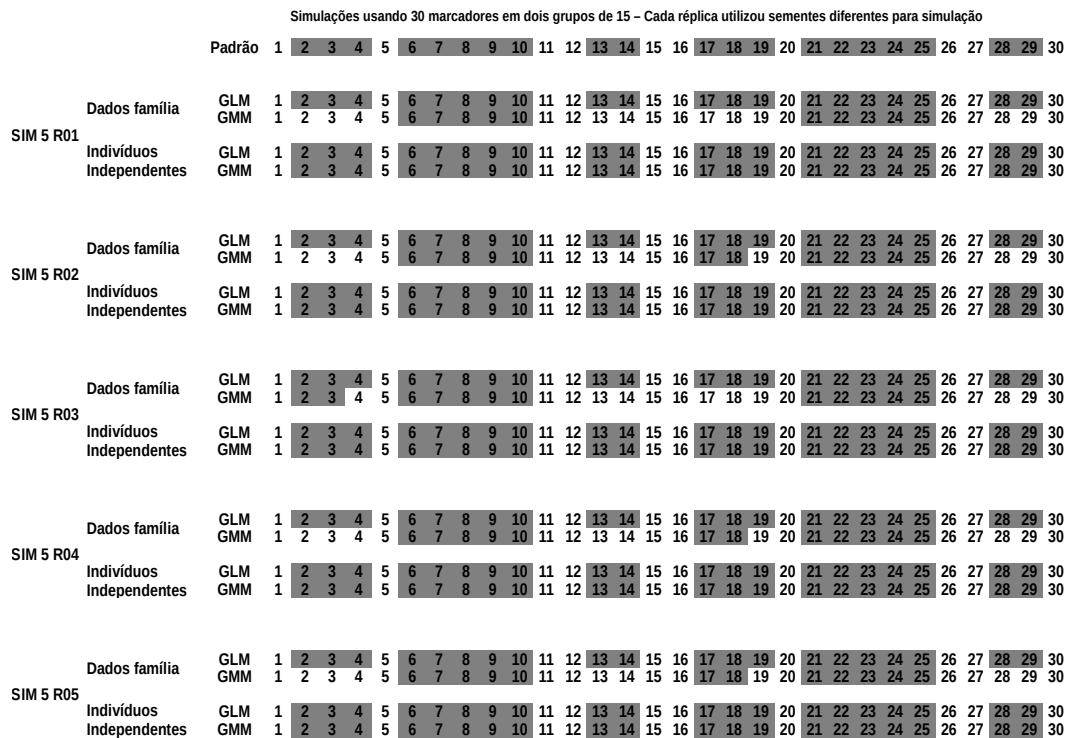 Simulações usando 30 marcadores em dois grupos de 15 – Cada réplica utilizou sementes diferentes para simulação
Padrão 1 2 3 4 5 6 7 8 9 10 11 12 13 14 15 16 17 18 19 20 21 22 23 24 25 26 27 28 29 30
SIM 5 R01
Dados família
GLM 1 2 3 4 5 6 7 8 9 10 11 12 13 14 15 16 17 18 19 20 21 22 23 24 25 26 27 28 29 30
GMM 1 2 3 4 5 6 7 8 9 10 11 12 13 14 15 16 17 18 19 20 21 22 23 24 25 26 27 28 29 30
Indivíduos
Independentes
GLM 1 2 3 4 5 6 7 8 9 10 11 12 13 14 15 16 17 18 19 20 21 22 23 24 25 26 27 28 29 30
GMM 1 2 3 4 5 6 7 8 9 10 11 12 13 14 15 16 17 18 19 20 21 22 23 24 25 26 27 28 29 30
SIM 5 R02
Dados família
GLM 1 2 3 4 5 6 7 8 9 10 11 12 13 14 15 16 17 18 19 20 21 22 23 24 25 26 27 28 29 30
GMM 1 2 3 4 5 6 7 8 9 10 11 12 13 14 15 16 17 18 19 20 21 22 23 24 25 26 27 28 29 30
Indivíduos
Independentes
GLM 1 2 3 4 5 6 7 8 9 10 11 12 13 14 15 16 17 18 19 20 21 22 23 24 25 26 27 28 29 30
GMM 1 2 3 4 5 6 7 8 9 10 11 12 13 14 15 16 17 18 19 20 21 22 23 24 25 26 27 28 29 30
SIM 5 R03
Dados família
GLM 1 2 3 4 5 6 7 8 9 10 11 12 13 14 15 16 17 18 19 20 21 22 23 24 25 26 27 28 29 30
GMM 1 2 3 4 5 6 7 8 9 10 11 12 13 14 15 16 17 18 19 20 21 22 23 24 25 26 27 28 29 30
Indivíduos
Independentes
GLM 1 2 3 4 5 6 7 8 9 10 11 12 13 14 15 16 17 18 19 20 21 22 23 24 25 26 27 28 29 30
GMM 1 2 3 4 5 6 7 8 9 10 11 12 13 14 15 16 17 18 19 20 21 22 23 24 25 26 27 28 29 30
SIM 5 R04
Dados família
GLM 1 2 3 4 5 6 7 8 9 10 11 12 13 14 15 16 17 18 19 20 21 22 23 24 25 26 27 28 29 30
GMM 1 2 3 4 5 6 7 8 9 10 11 12 13 14 15 16 17 18 19 20 21 22 23 24 25 26 27 28 29 30
Indivíduos
Independentes
GLM 1 2 3 4 5 6 7 8 9 10 11 12 13 14 15 16 17 18 19 20 21 22 23 24 25 26 27 28 29 30
GMM 1 2 3 4 5 6 7 8 9 10 11 12 13 14 15 16 17 18 19 20 21 22 23 24 25 26 27 28 29 30
SIM 5 R05
Dados família
GLM 1 2 3 4 5 6 7 8 9 10 11 12 13 14 15 16 17 18 19 20 21 22 23 24 25 26 27 28 29 30
GMM 1 2 3 4 5 6 7 8 9 10 11 12 13 14 15 16 17 18 19 20 21 22 23 24 25 26 27 28 29 30
Indivíduos
Independentes
GLM 1 2 3 4 5 6 7 8 9 10 11 12 13 14 15 16 17 18 19 20 21 22 23 24 25 26 27 28 29 30
GMM 1 2 3 4 5 6 7 8 9 10 11 12 13 14 15 16 17 18 19 20 21 22 23 24 25 26 27 28 29 30